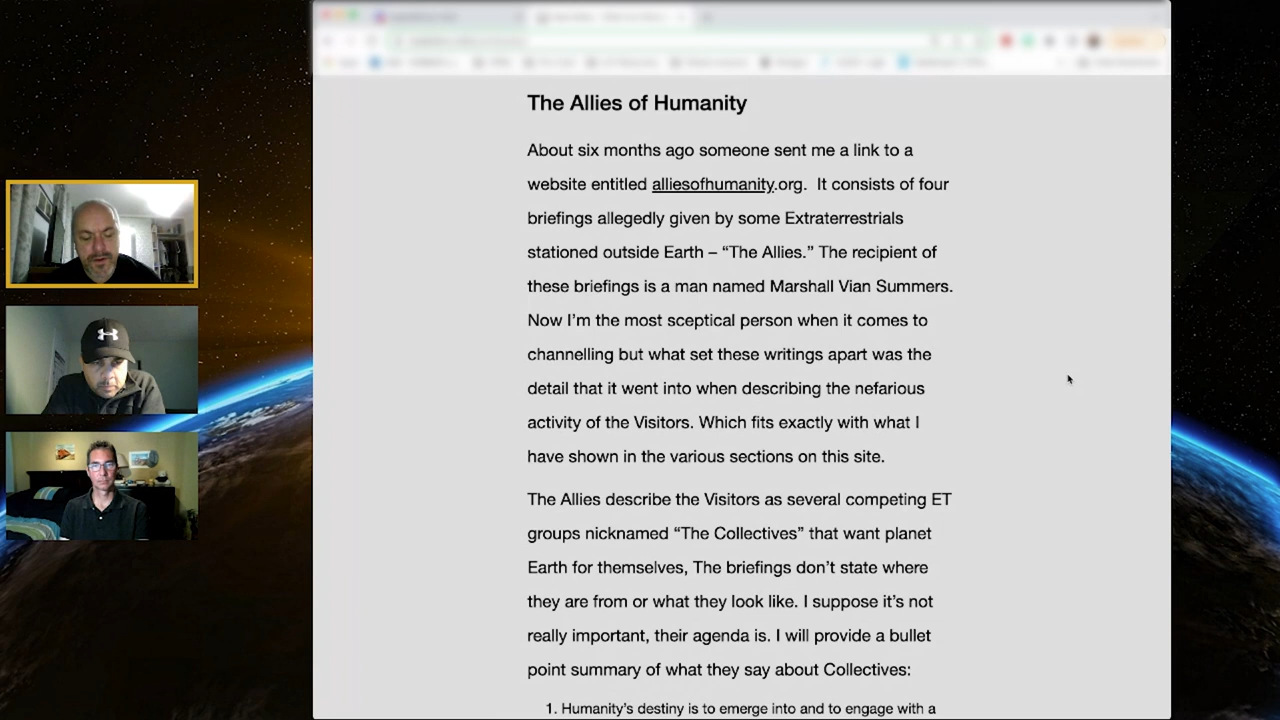 The Allies of Humanity
About six months ago someone sent me a link to a
website entitled alliesofhumanity.org.  It consists of four
briefings allegedly given by some Extraterrestrials
stationed outside Earth – “The Allies.” The recipient of
these briefings is a man named Marshall Vian Summers.
Now I’m the most sceptical person when it comes to
channelling but what set these writings apart was the
detail that it went into when describing the nefarious
activity of the Visitors. Which fits exactly with what I
have shown in the various sections on this site.
The Allies describe the Visitors as several competing ET
groups nicknamed “The Collectives” that want planet
Earth for themselves, The briefings don’t state where
they are from or what they look like. I suppose it’s not
really important, their agenda is. I will provide a bullet
point summary of what they say about Collectives:
1. Humanity’s destiny is to emerge into and to engage with a